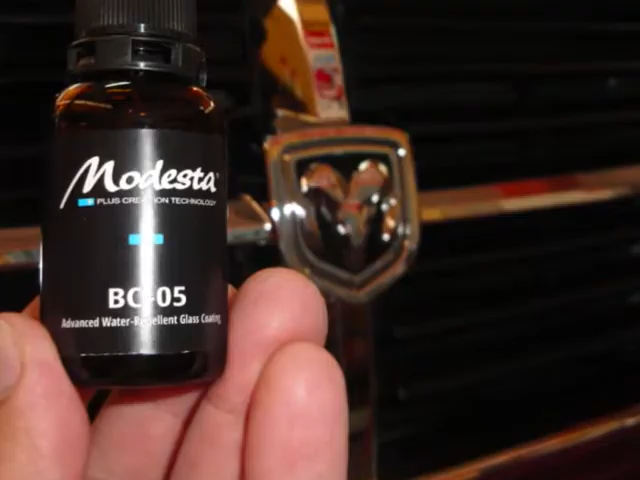 Modesta
PLUS CREATION TECHNOLOGY
BC-05
Advanced Water-Repellent Glass Coating